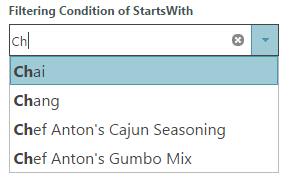 Filtering Condition of StartsWith
Ch
Chai
Chang
Chef Anton's Cajun Seasoning
Chef Anton's Gumbo Mix